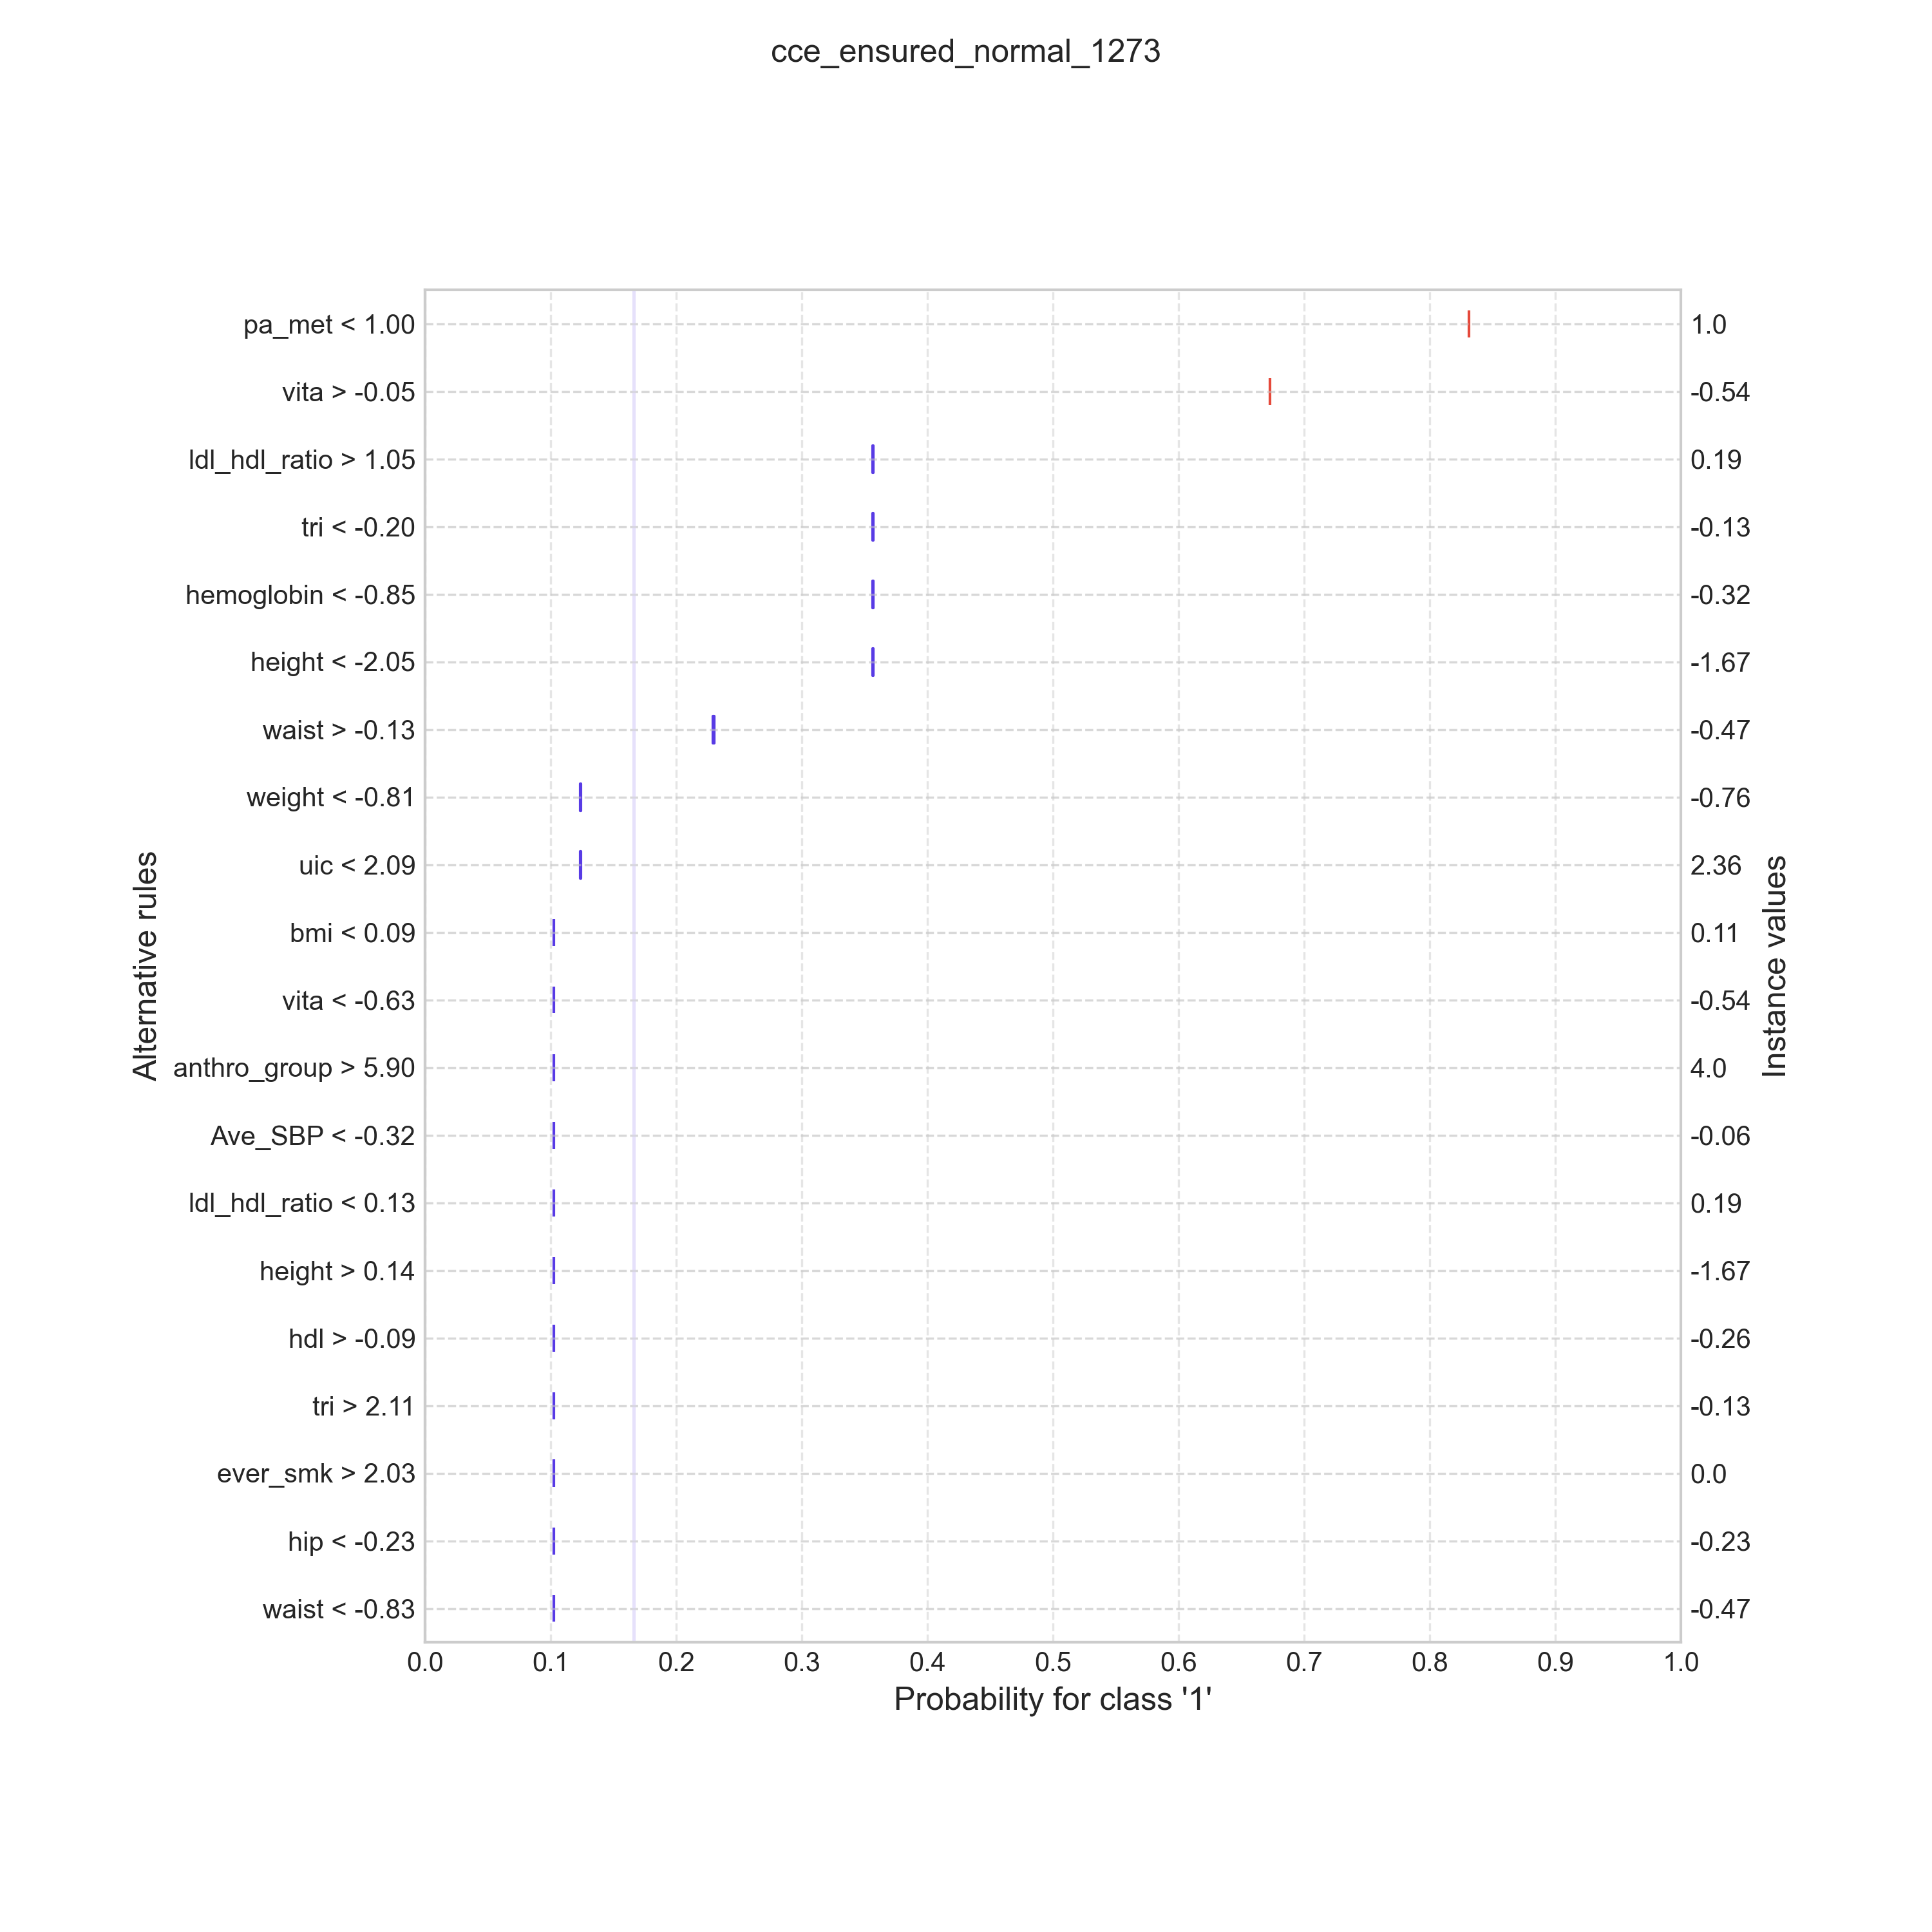 cce_ensured_normal_1273
pa_met < 1.00 1.0
vita > -0.05 -0.54
ldl_hdl_ratio > 1.05 0.19
tri < -0.20 -0.13
hemoglobin < -0.85 -0.32
height < -2.05 -1.67
waist > -0.13 -0.47
weight < -0.81 -0.76
uic < 2.09 2.36
bmi < 0.09 0.11
vita < -0.63 -0.54
anthro_group > 5.90 4.0
Ave_SBP < -0.32 -0.06
ldl_hdl_ratio < 0.13 0.19
height > 0.14 -1.67
hdl > -0.09 -0.26
tri > 2.11 -0.13
ever_smk > 2.03 0.0
hip < -0.23 -0.23
waist < -0.83 -0.47
Alternative rules
Instance values
0.0 0.1 0.2 0.3 0.4 0.5 0.6 0.7 0.8 0.9 1.0
Probability for class '1'